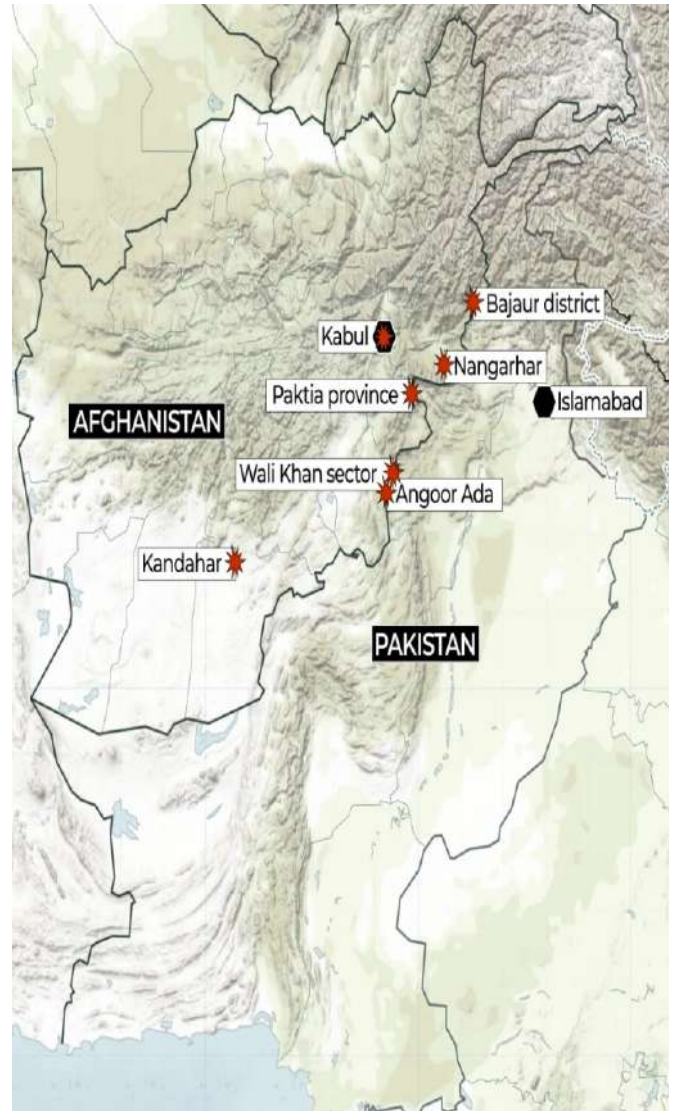 Bajaur district
Kabul
Nangarhar
Paktia province
Islamabad
AFGHANISTAN
Wali Khan sector
Angoor Ada
Kandahar
PAKISTAN